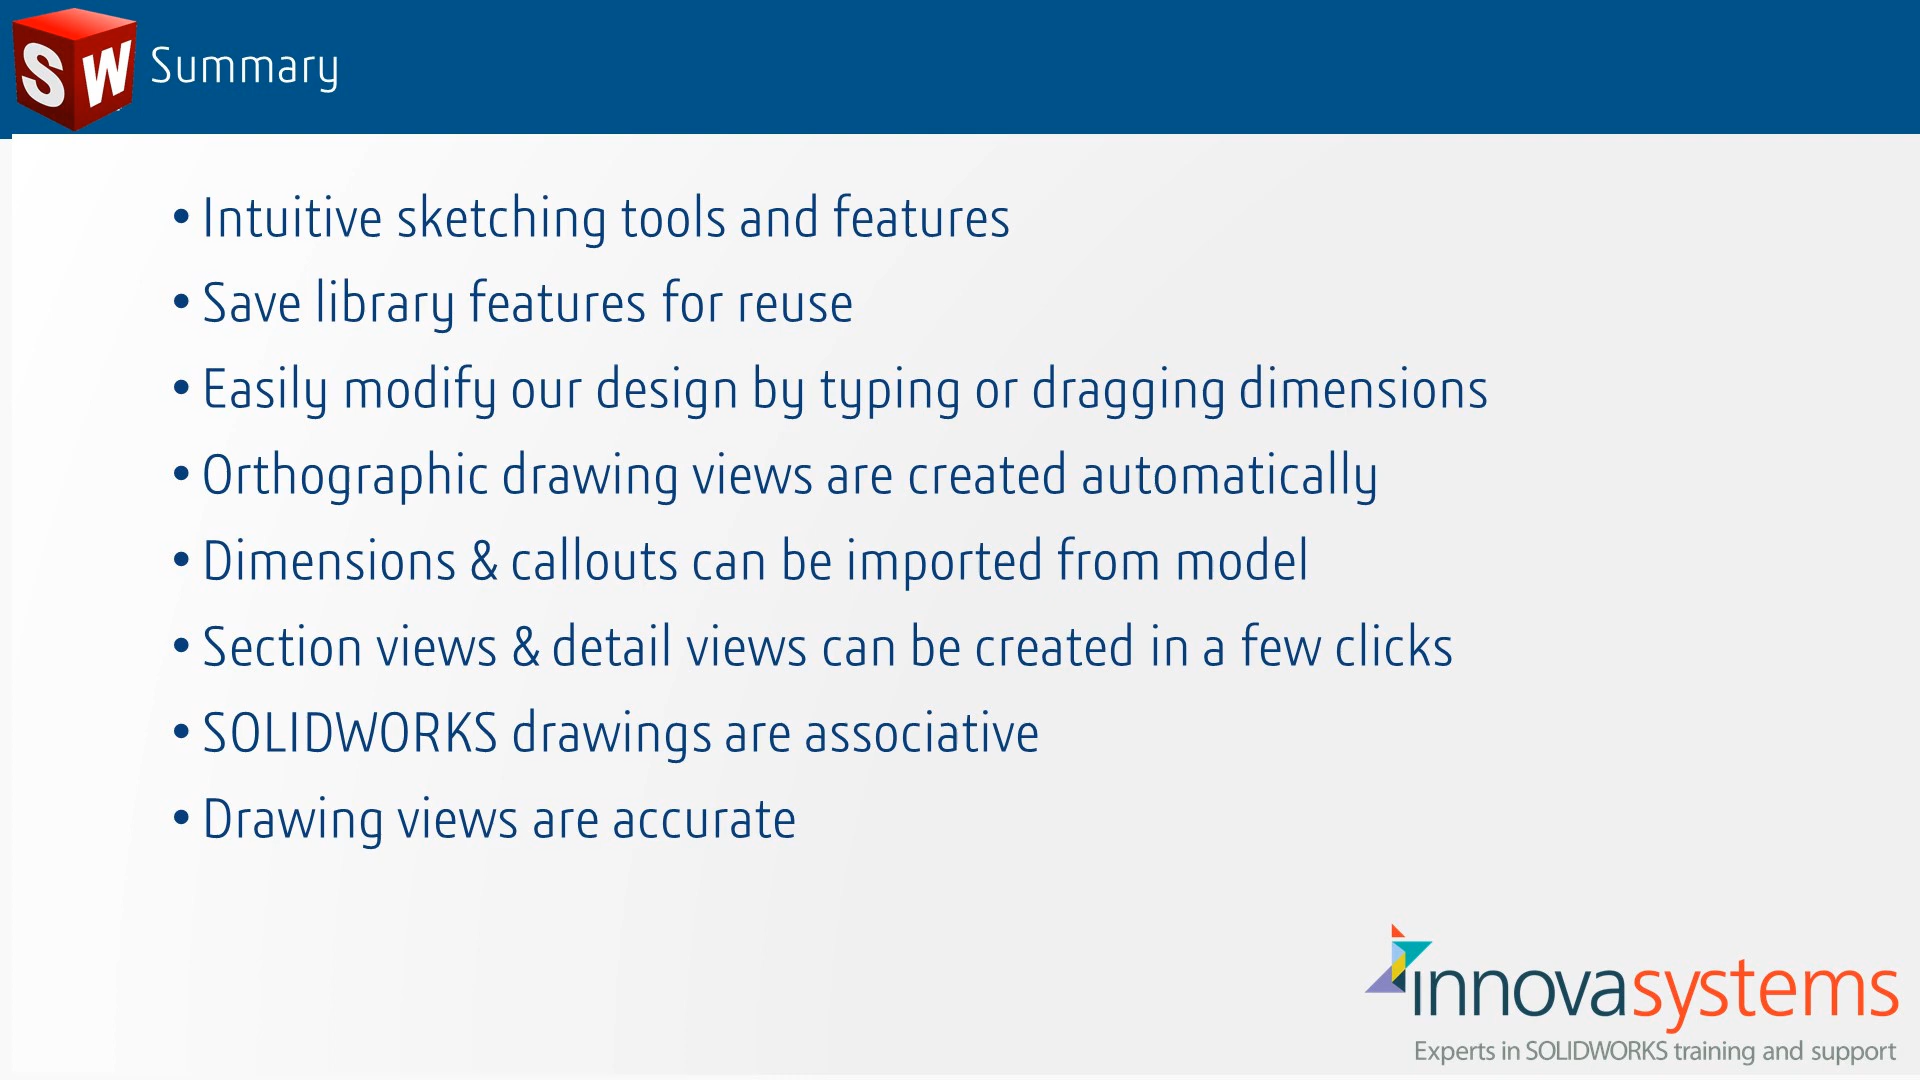 SW
Summary
• Intuitive sketching tools and features
• Save library features for reuse
• Easily modify our design by typing or dragging dimensions
• Orthographic drawing views are created automatically
• Dimensions & callouts can be imported from model
• Section views & detail views can be created in a few clicks
• SOLIDWORKS drawings are associative
• Drawing views are accurate
innovasystems
Experts in SOLIDWORKS training and support